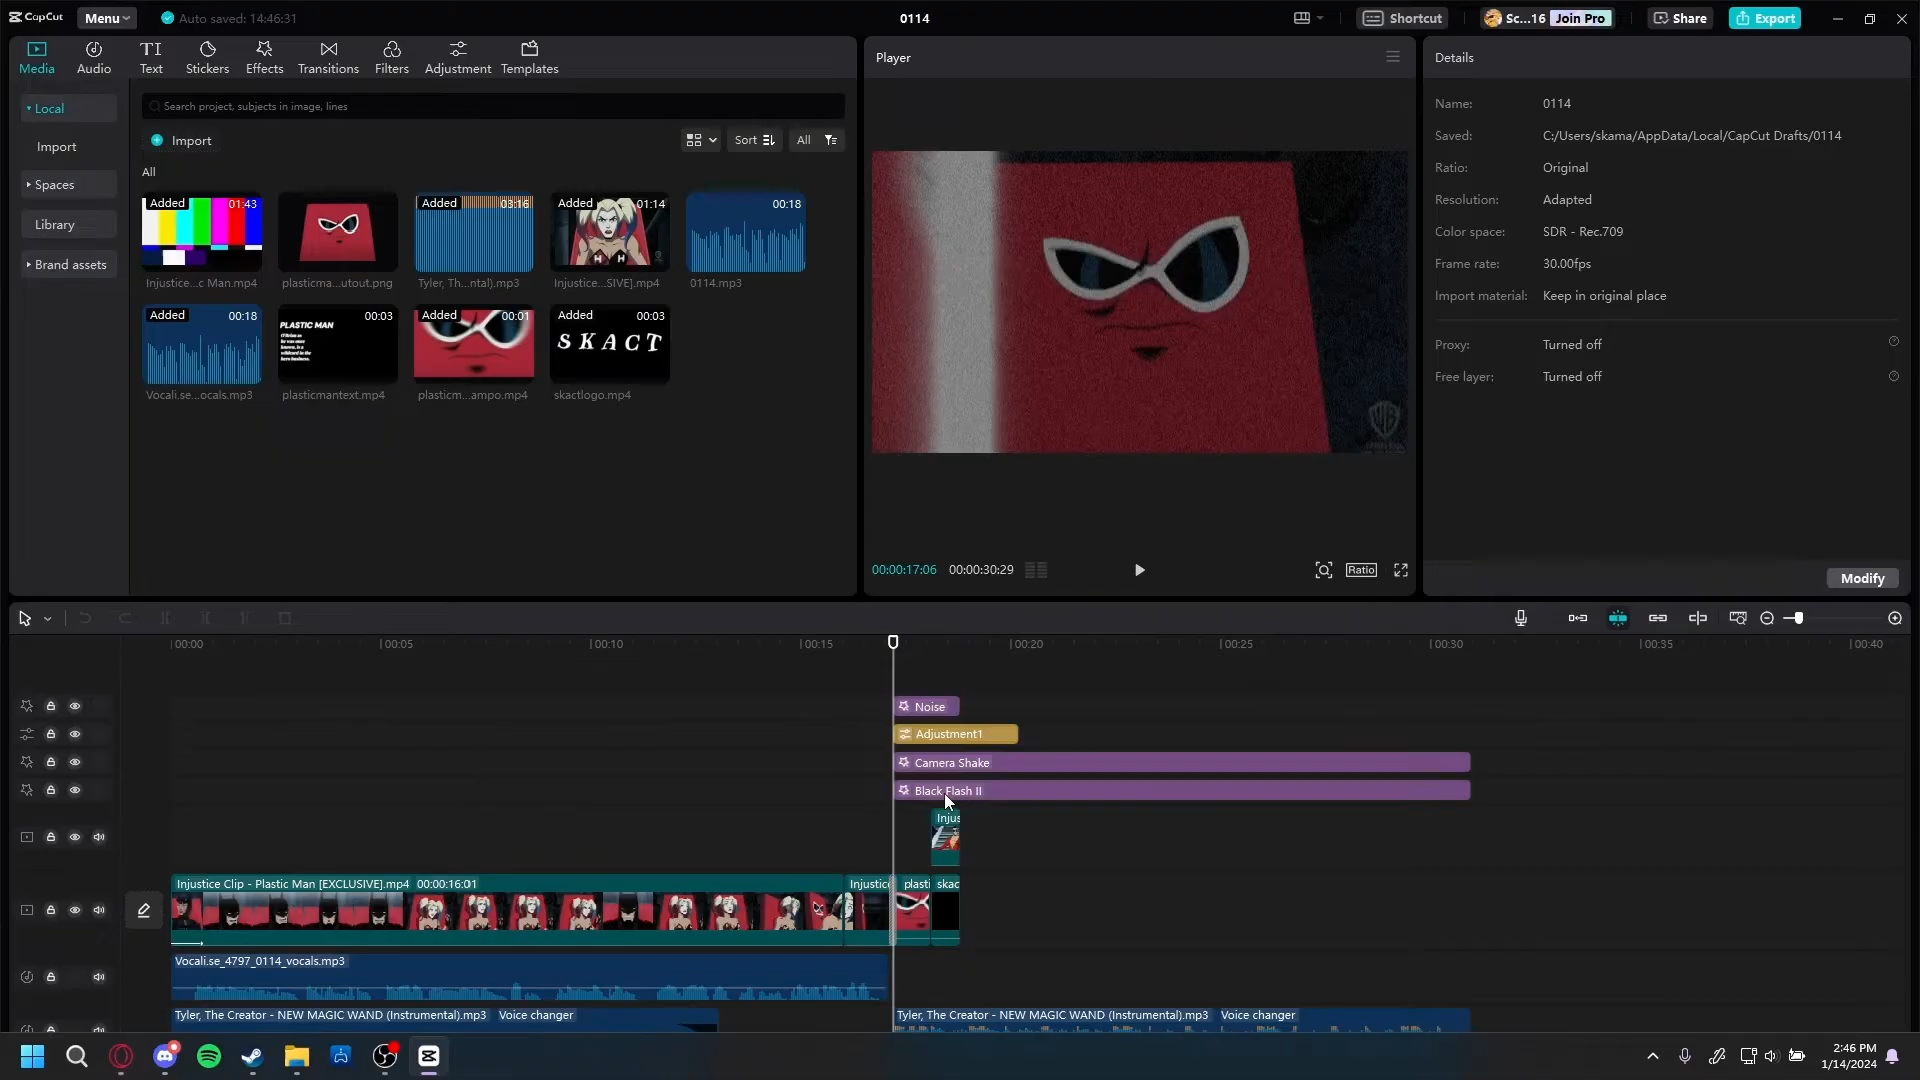 CapCut
Menu
Auto saved: 14:46:31
0114
Shortcut
Sc...16
Join Pro
Share
Export
Media
Audio
TI
Text
Stickers
Effects
Transitions
Filters
Adjustment
Templates
Local
Import
Spaces
Library
Brand assets
Search project, subjects in image, lines
Import
Sort
All
All
Added 01:43
Added 03:16
Added 01:14
00:18
Injustice...c Man.mp4
plasticma...utout.png
Tyler, Th...ntal).mp3
Injustice...SIVE].mp4
0114.mp3
Added 00:18
PLASTIC MAN
00:03
Added 00:01
Added 00:03
SKACT
Vocali.se...ocals.mp3
plasticmantext.mp4
plasticm...ampo.mp4
skactlogo.mp4
Player
00:00:17:06
00:00:30:29
Ratio
Details
Name: 0114
Saved: C:/Users/skama/AppData/Local/CapCut Drafts/0114
Ratio: Original
Resolution: Adapted
Color space: SDR - Rec.709
Frame rate: 30.00fps
Import material: Keep in original place
Proxy: Turned off
Free layer: Turned off
Modify
00:00
00:05
00:10
00:15
00:20
00:25
00:30
00:35
00:40
Noise
Adjustment1
Camera Shake
Black Flash II
Injus
Injustice Clip - Plastic Man [EXCLUSIVE].mp4 00:00:16:01
Injustice
plasti
skac
Vocali.se_4797_0114_vocals.mp3
Tyler, The Creator - NEW MAGIC WAND (Instrumental).mp3 Voice changer
Tyler, The Creator - NEW MAGIC WAND (Instrumental).mp3 Voice changer
2:46 PM
1/14/2024